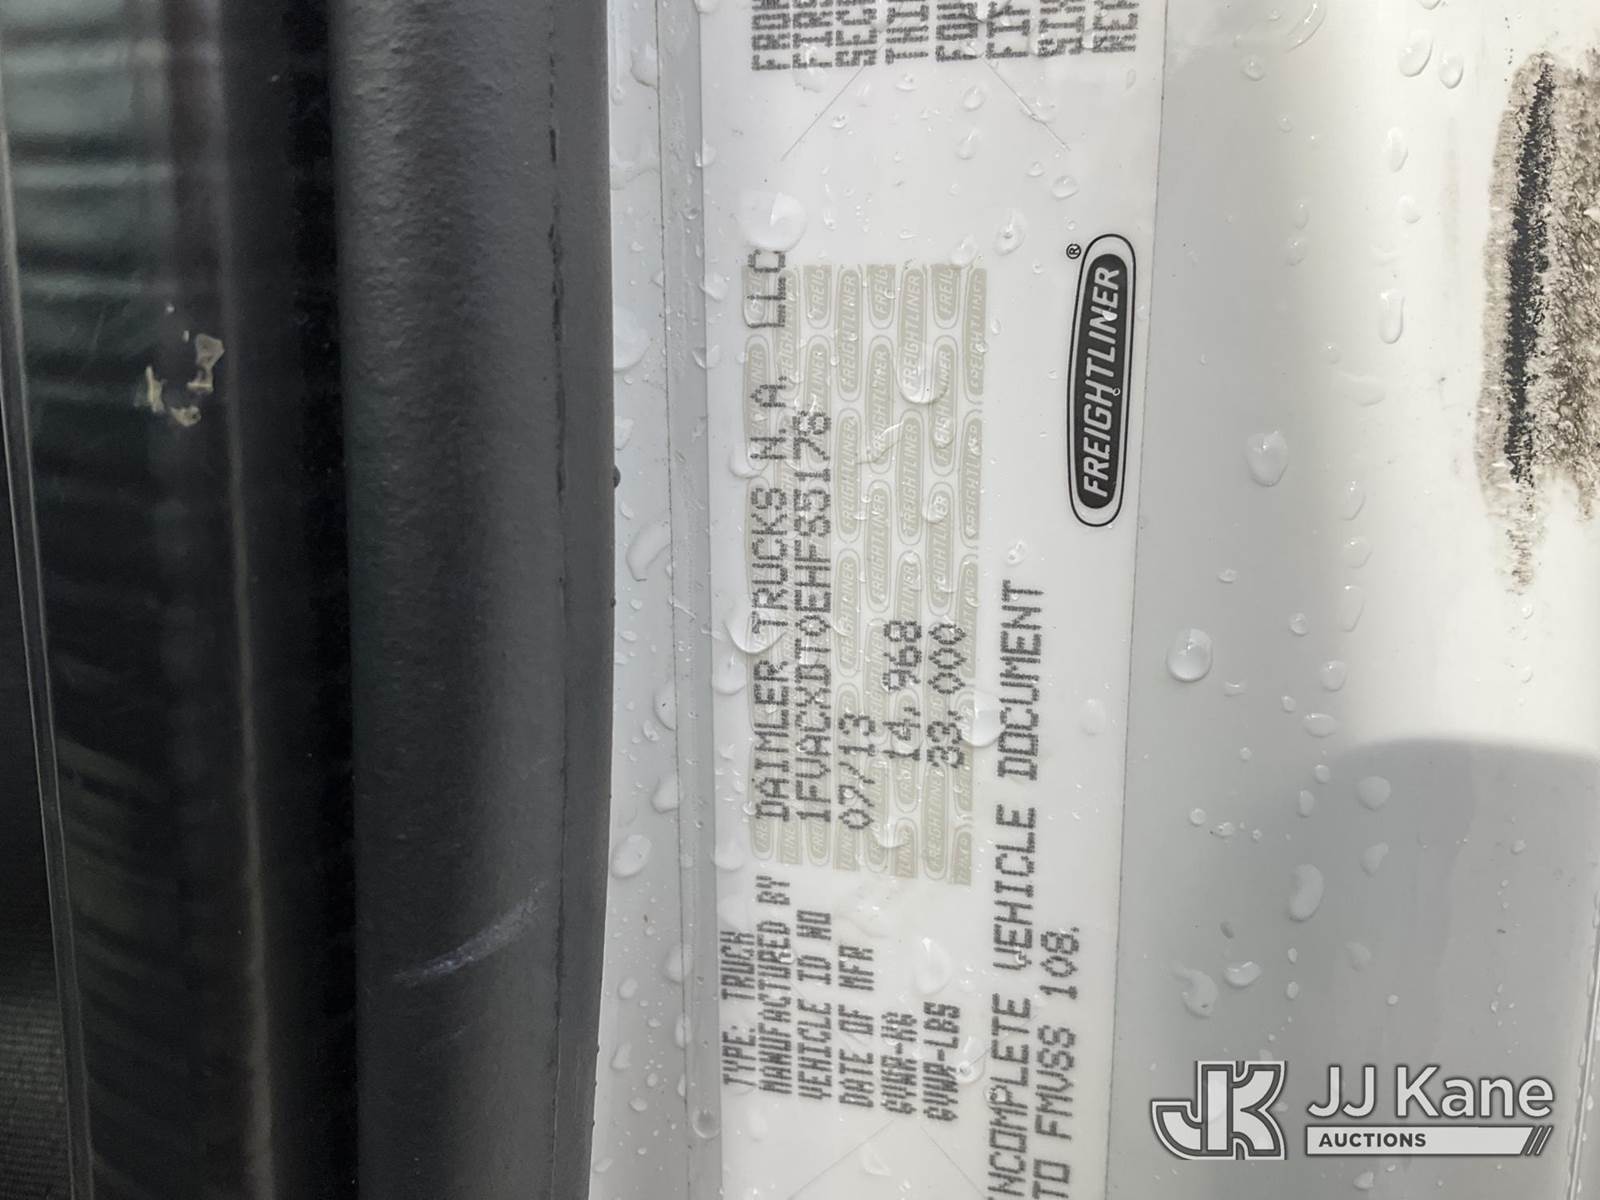 TYPE: TRUCK
MANUFACTURED BY DAIMLER TRUCKS N.A. LLC
VEHICLE ID NO 1FVACXDT0EHFS5178
DATE OF MFR 07/13
GVWR-KG 14,968
GVWR-LBS 33,000
INCOMPLETE VEHICLE DOCUMENT
TO FMVSS 108.
FREIGHTLINER®
JK JJ Kane
AUCTIONS